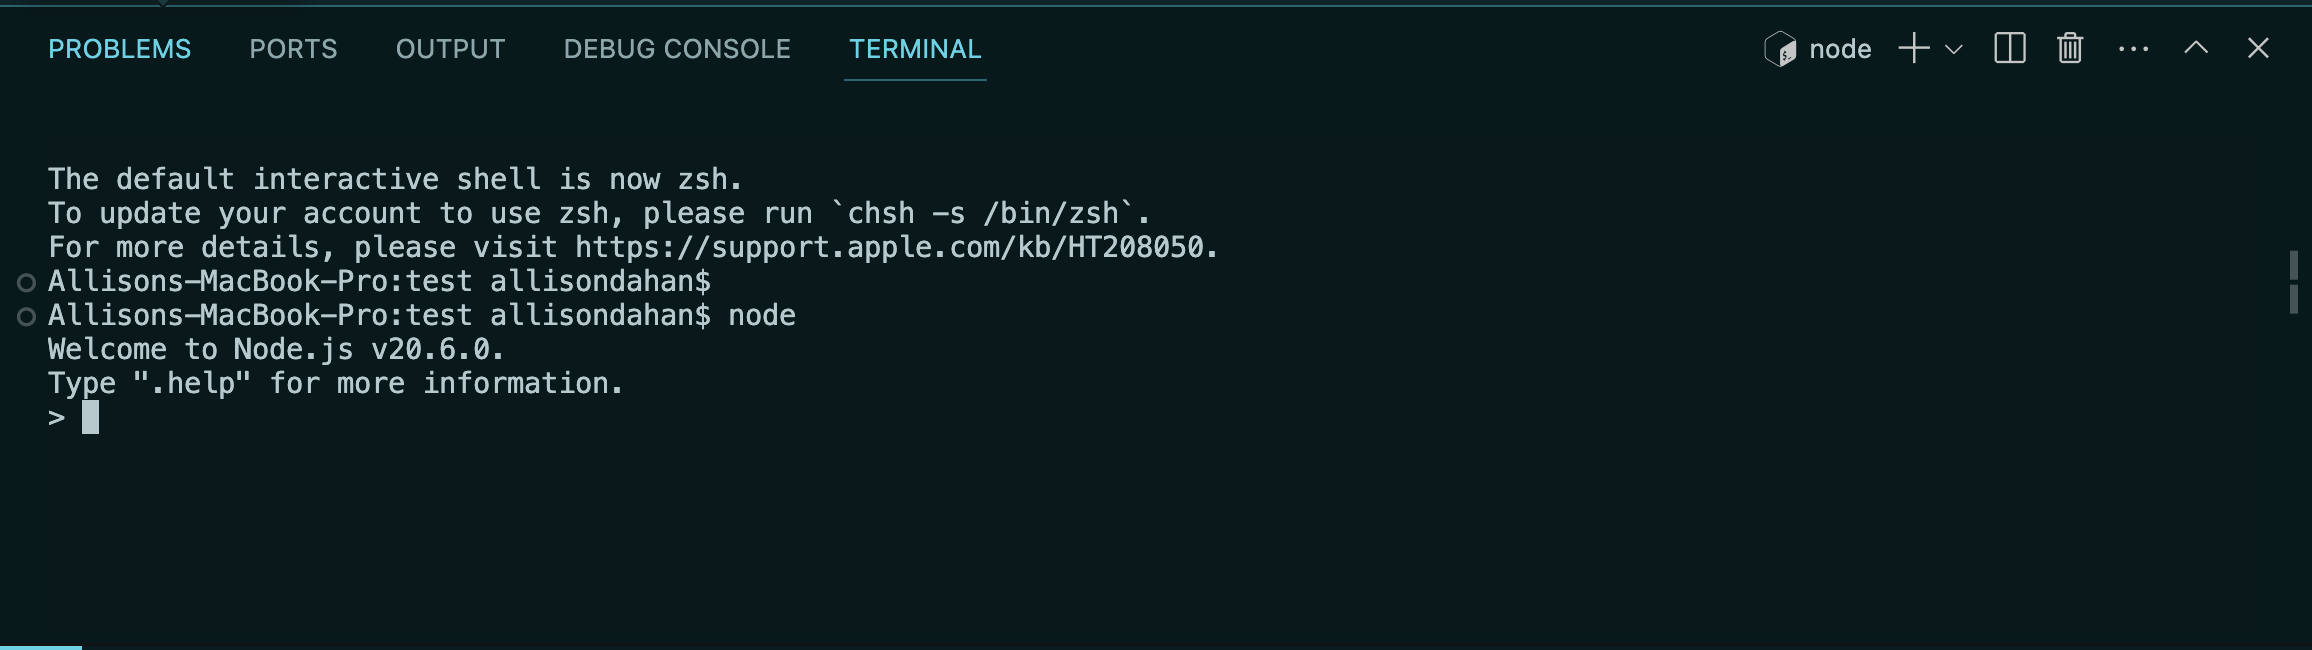 PROBLEMS PORTS OUTPUT DEBUG CONSOLE TERMINAL node
The default interactive shell is now zsh.
To update your account to use zsh, please run `chsh -s /bin/zsh`.
For more details, please visit https://support.apple.com/kb/HT208050.
Allisons-MacBook-Pro:test allisondahan$
Allisons-MacBook-Pro:test allisondahan$ node
Welcome to Node.js v20.6.0.
Type ".help" for more information.
>